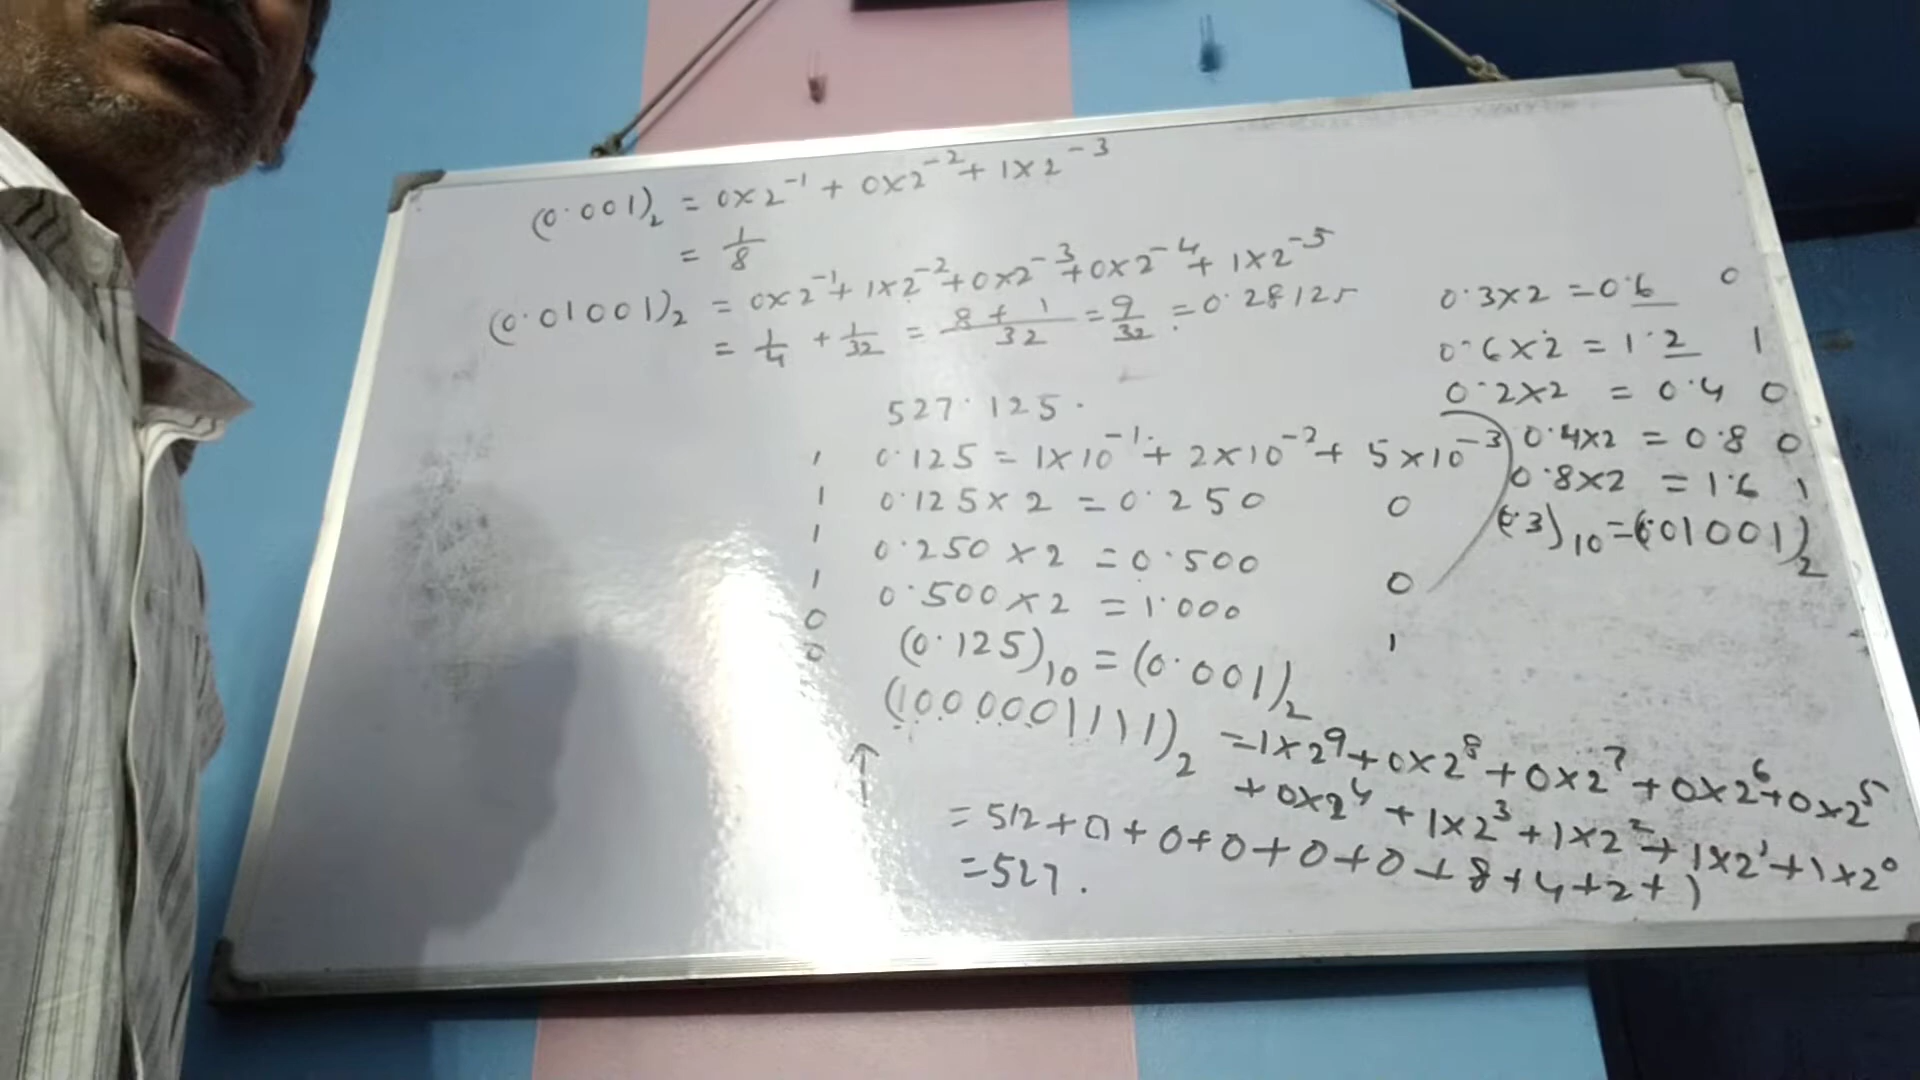 (0.001)₂ = 0×2⁻¹ + 0×2⁻² + 1×2⁻³
= 1/8
(0.01001)₂ = 0×2⁻¹ + 1×2⁻² + 0×2⁻³ + 0×2⁻⁴ + 1×2⁻⁵
= 1/4 + 1/32 = (8 + 1)/32 = 9/32 = 0.28125
527.125.
1 0.125 = 1×10⁻¹ + 2×10⁻² + 5×10⁻³
1 0.125×2 = 0.250 0
1 0.250×2 = 0.500 0
1 0.500×2 = 1.000 1
0
0 (0.125)₁₀ = (0.001)₂
(1000001111)₂ = 1×2⁹ + 0×2⁸ + 0×2⁷ + 0×2⁶ + 0×2⁵
+ 0×2⁴ + 1×2³ + 1×2² + 1×2¹ + 1×2⁰
= 512 + 0 + 0 + 0 + 0 + 0 + 8 + 4 + 2 + 1
= 527.
0.3×2 = 0.6 0
0.6×2 = 1.2 1
0.2×2 = 0.4 0
0.4×2 = 0.8 0
0.8×2 = 1.6 1
(0.3)₁₀ = (0.01001)₂